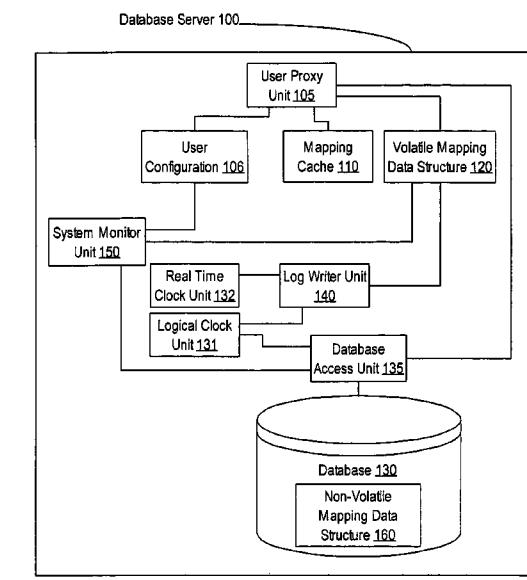 Database Server 100
User Proxy
Unit 105
User
Configuration 106
Mapping
Cache 110
Volatile Mapping
Data Structure 120
System Monitor
Unit 150
Real Time
Clock Unit 132
Log Writer Unit
140
Logical Clock
Unit 131
Database
Access Unit 135
Database 130
Non-Volatile
Mapping Data
Structure 160